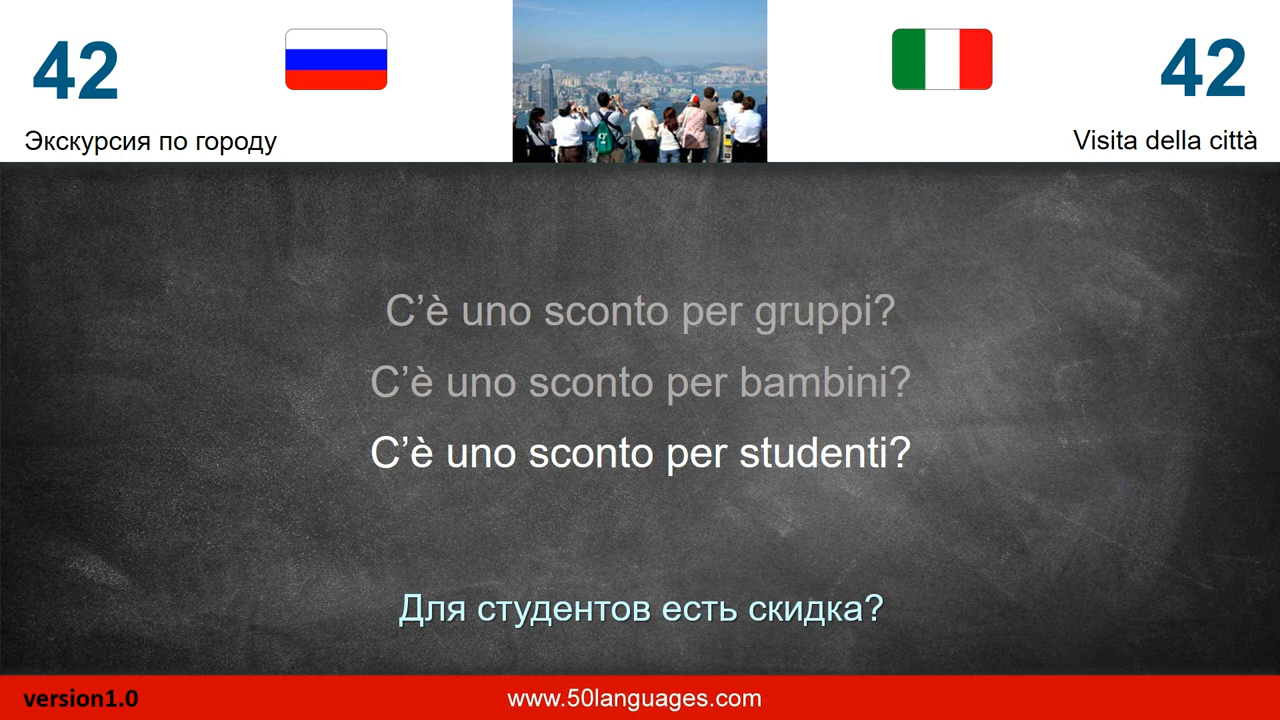 42
Экскурсия по городу
42
Visita della città
C’è uno sconto per gruppi?
C’è uno sconto per bambini?
C’è uno sconto per studenti?
Для студентов есть скидка?
version1.0
www.50languages.com